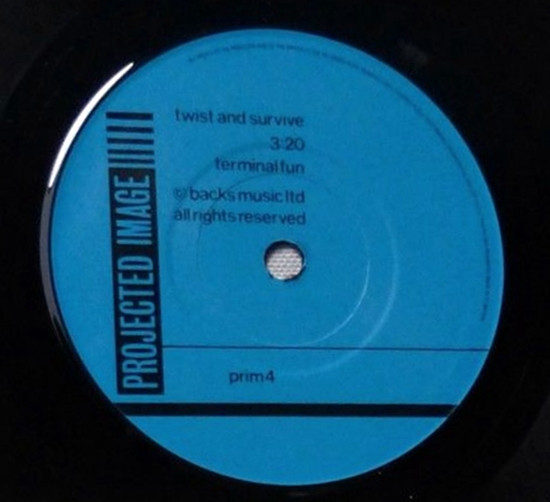 twist and survive
3:20
terminal fun
© backs music ltd
all rights reserved
PROJECTED IMAGE
prim4